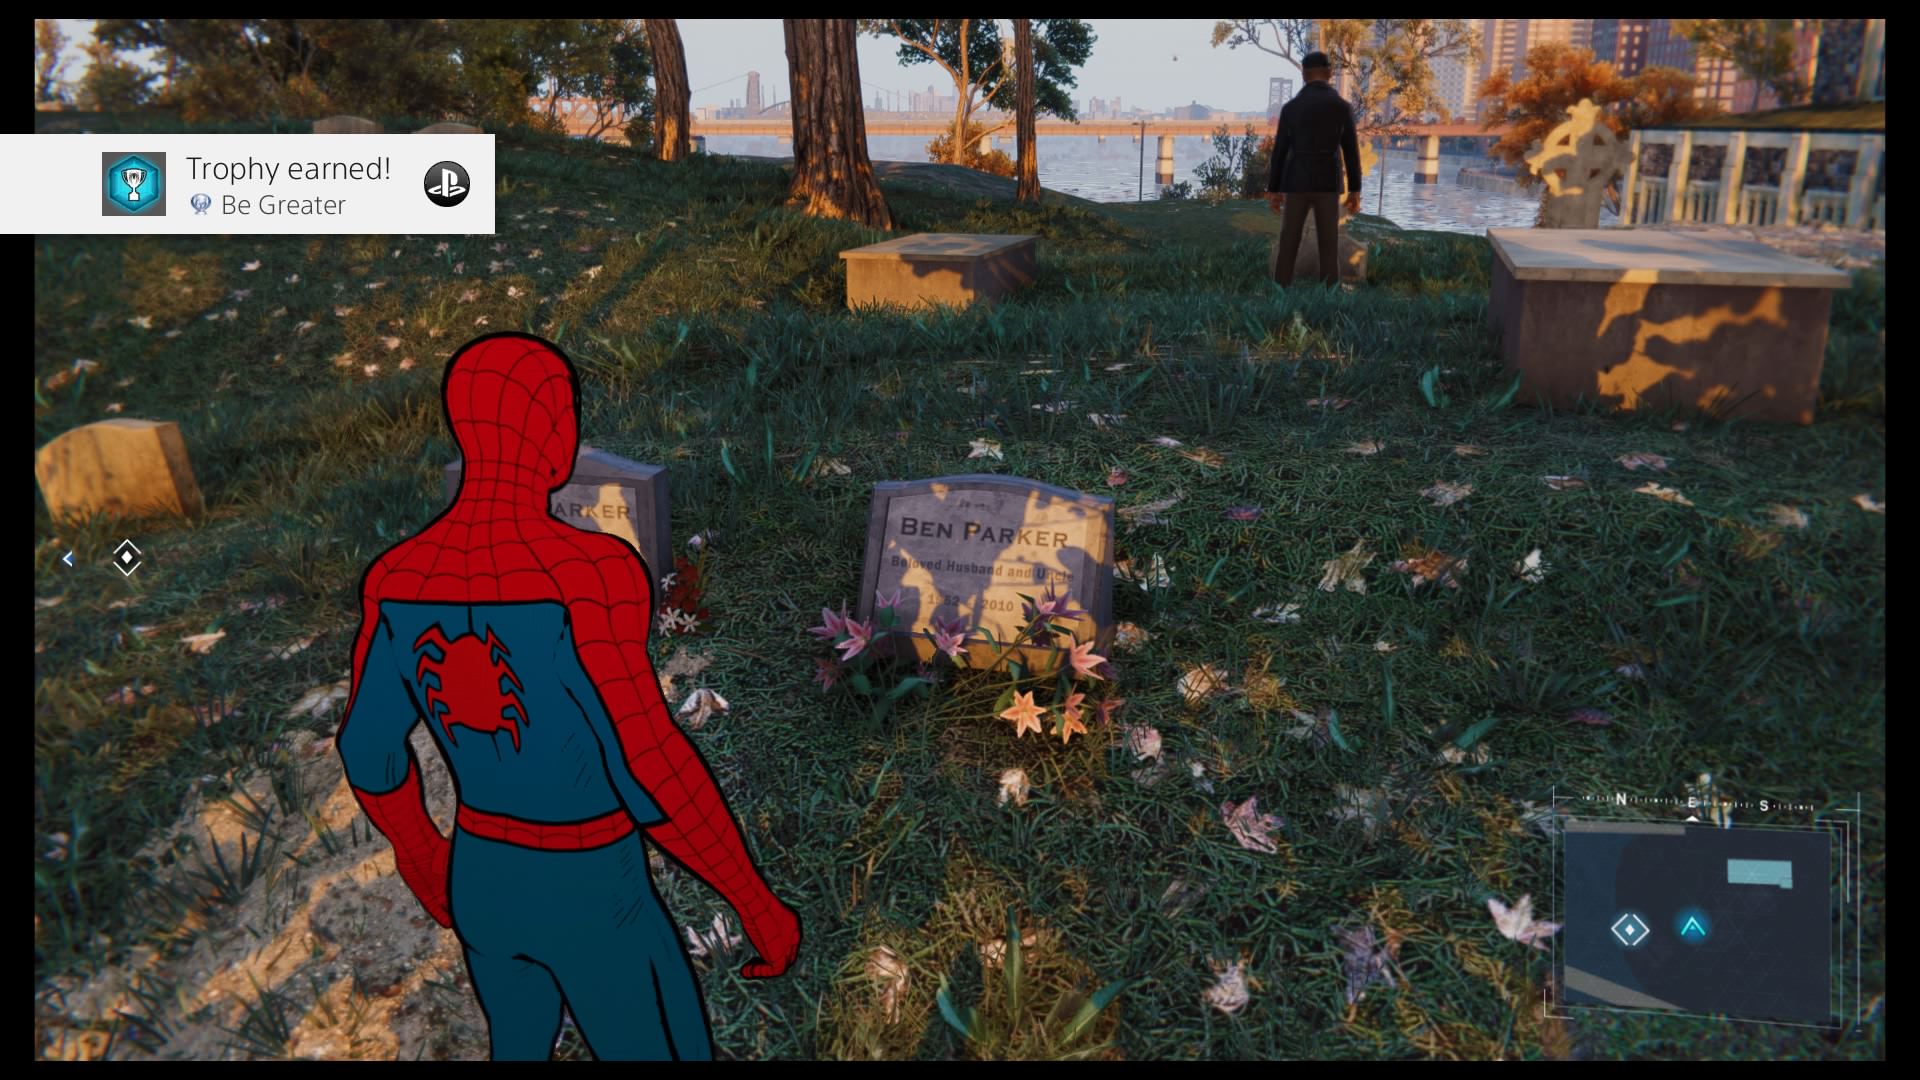 Trophy earned!
Be Greater
ARKER
BEN PARKER
Beloved Husband and Uncle
2010
N E S